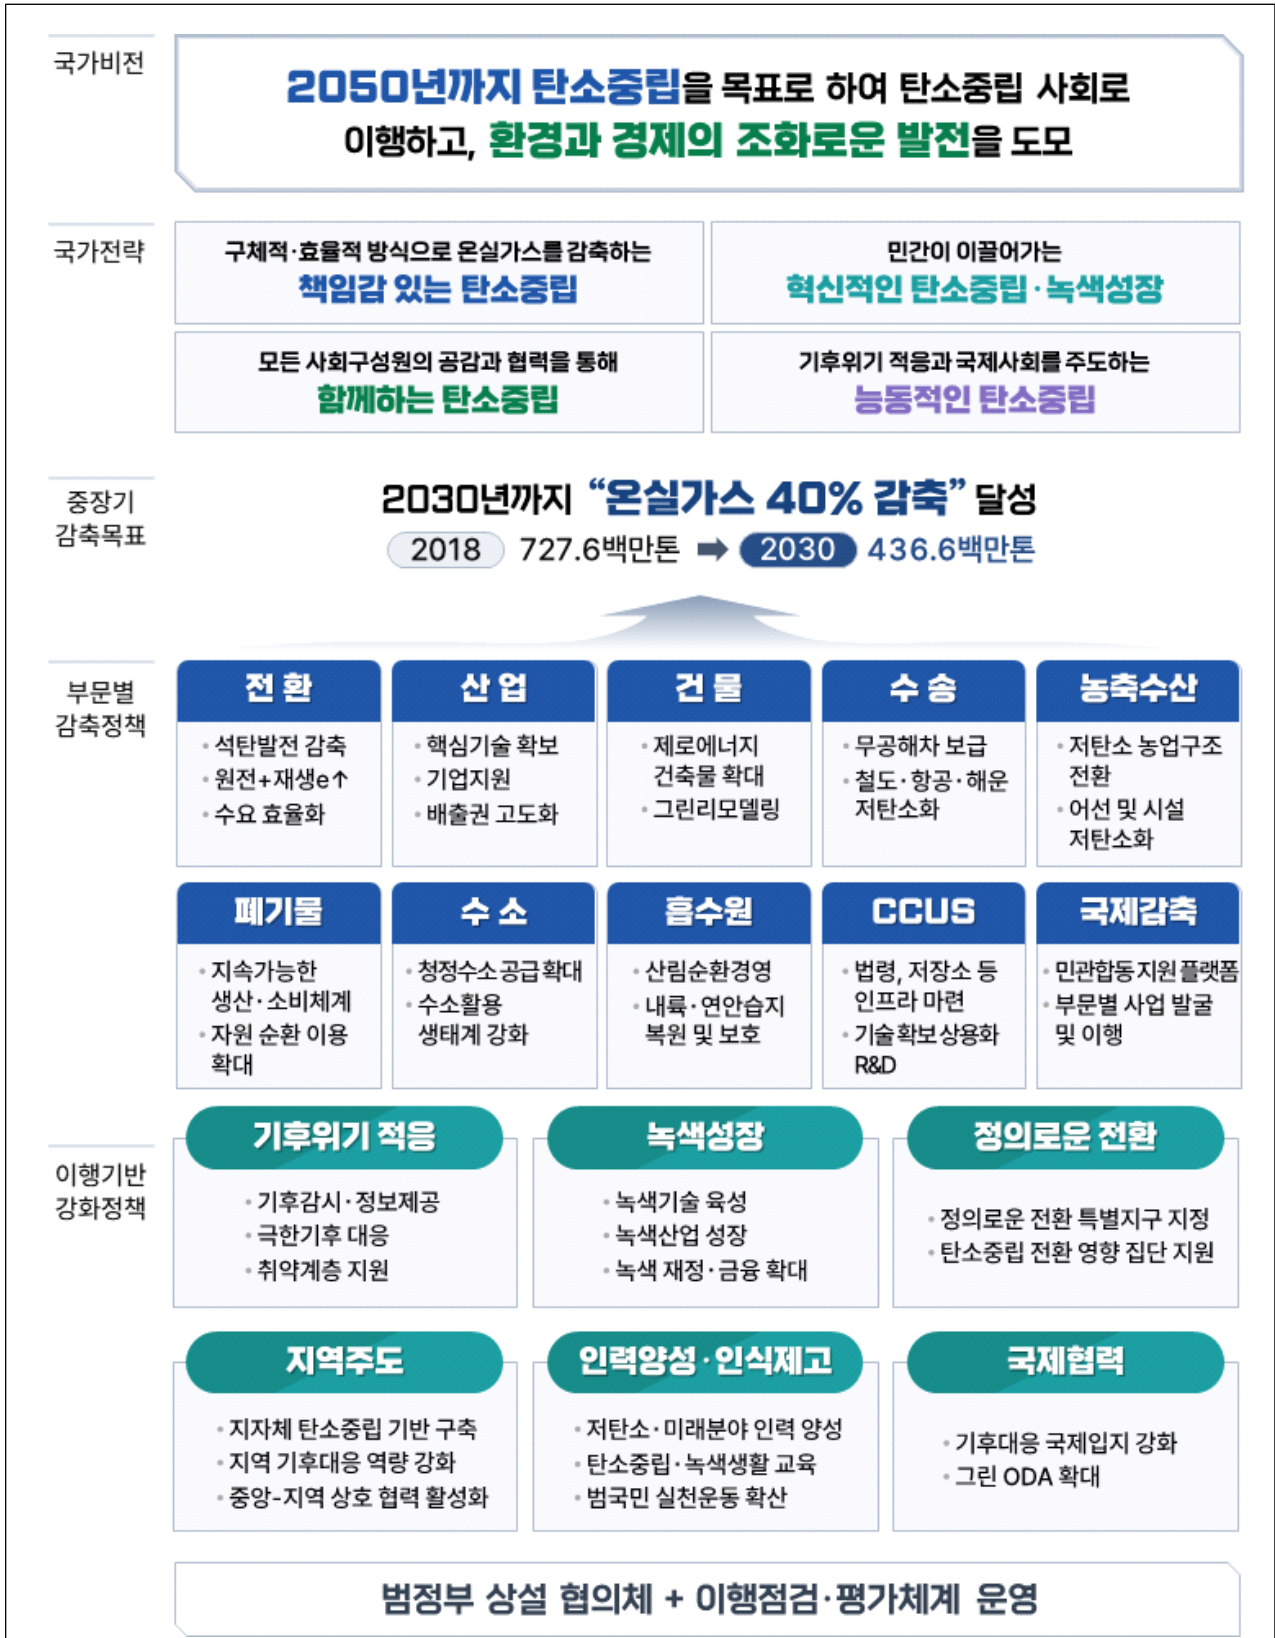 국가비전
2050년까지 탄소중립을 목표로 하여 탄소중립 사회로
이행하고, 환경과 경제의 조화로운 발전을 도모
국가전략
구체적·효율적 방식으로 온실가스를 감축하는
책임감 있는 탄소중립
민간이 이끌어가는
혁신적인 탄소중립·녹색성장
모든 사회구성원의 공감과 협력을 통해
함께하는 탄소중립
기후위기 적응과 국제사회를 주도하는
능동적인 탄소중립
중장기
감축목표
2030년까지 “온실가스 40% 감축” 달성
2018 727.6백만톤 ➡ 2030 436.6백만톤
부문별
감축정책
전 환
• 석탄발전 감축
• 원전+재생e↑
• 수요 효율화
산 업
• 핵심기술 확보
• 기업지원
• 배출권 고도화
건 물
• 제로에너지
건축물 확대
• 그린리모델링
수 송
• 무공해차 보급
• 철도·항공·해운
저탄소화
농축수산
• 저탄소 농업구조
전환
• 어선 및 시설
저탄소화
폐기물
• 지속가능한
생산·소비체계
• 자원 순환 이용
확대
수 소
• 청정수소 공급 확대
• 수소활용
생태계 강화
흡수원
• 산림순환경영
• 내륙·연안습지
복원 및 보호
CCUS
• 법령, 저장소 등
인프라 마련
• 기술 확보 상용화
R&D
국제감축
• 민관합동 지원 플랫폼
• 부문별 사업 발굴
및 이행
이행기반
강화정책
기후위기 적응
• 기후감시·정보제공
• 극한기후 대응
• 취약계층 지원
녹색성장
• 녹색기술 육성
• 녹색산업 성장
• 녹색 재정·금융 확대
정의로운 전환
• 정의로운 전환 특별지구 지정
• 탄소중립 전환 영향 집단 지원
지역주도
• 지자체 탄소중립 기반 구축
• 지역 기후대응 역량 강화
• 중앙-지역 상호 협력 활성화
인력양성·인식제고
• 저탄소·미래분야 인력 양성
• 탄소중립·녹색생활 교육
• 범국민 실천운동 확산
국제협력
• 기후대응 국제입지 강화
• 그린 ODA 확대
범정부 상설 협의체 + 이행점검·평가체계 운영